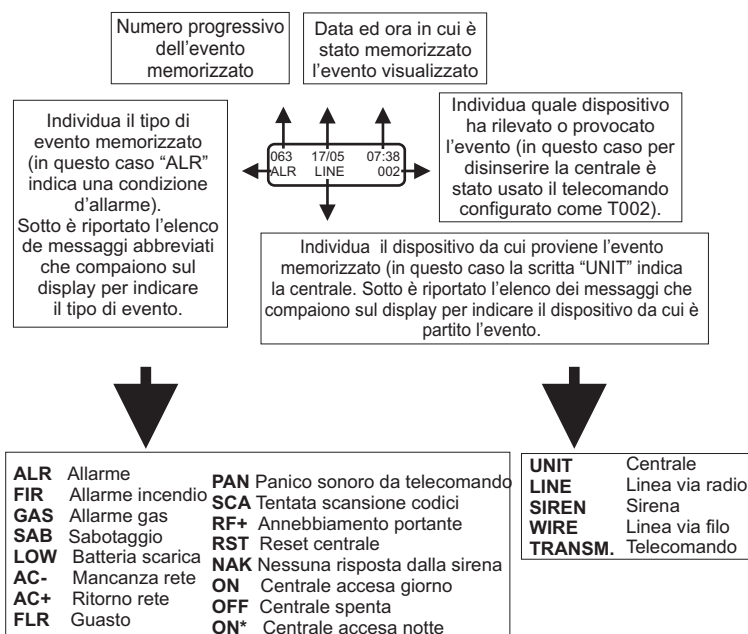 Numero progressivo
dell'evento
memorizzato
Data ed ora in cui è
stato memorizzato
l'evento visualizzato
Individua il tipo di
evento memorizzato
(in questo caso “ALR”
indica una condizione
d'allarme).
Sotto è riportato l'elenco
de messaggi abbreviati
che compaiono sul
display per indicare
il tipo di evento.
063 17/05 07:38
ALR LINE 002
Individua quale dispositivo
ha rilevato o provocato
l'evento (in questo caso per
disinserire la centrale è
stato usato il telecomando
configurato come T002).
Individua il dispositivo da cui proviene l'evento
memorizzato (in questo caso la scritta “UNIT” indica
la centrale. Sotto è riportato l'elenco dei messaggi che
compaiono sul display per indicare il dispositivo da cui è
partito l'evento.
ALR Allarme
FIR Allarme incendio
GAS Allarme gas
SAB Sabotaggio
LOW Batteria scarica
AC- Mancanza rete
AC+ Ritorno rete
FLR Guasto
PAN Panico sonoro da telecomando
SCA Tentata scansione codici
RF+ Annebbiamento portante
RST Reset centrale
NAK Nessuna risposta dalla sirena
ON Centrale accesa giorno
OFF Centrale spenta
ON* Centrale accesa notte
UNIT Centrale
LINE Linea via radio
SIREN Sirena
WIRE Linea via filo
TRANSM. Telecomando